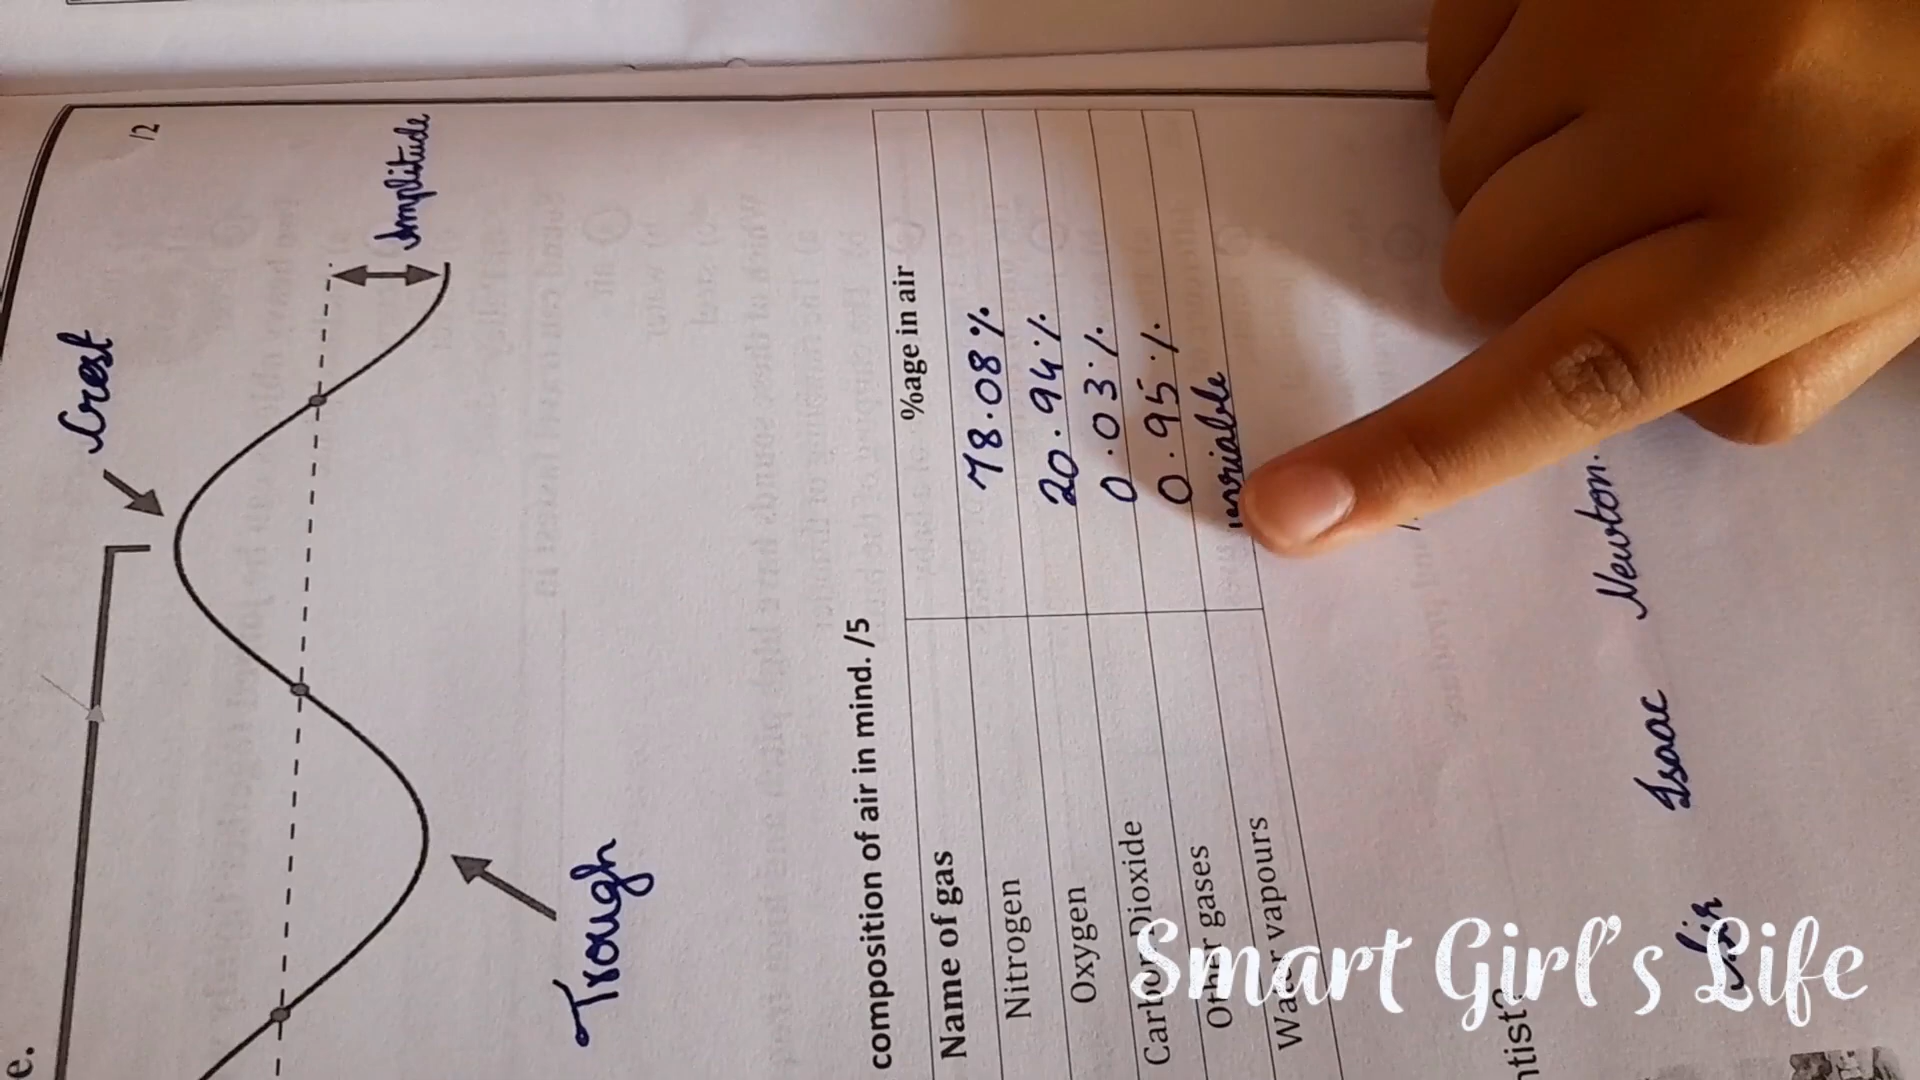 e.
/2
Crest
Amplitude
Trough
composition of air in mind. /5
Name of gas %age in air
Nitrogen 78.08%
Oxygen 20.94%
Carbon Dioxide 0.03%
Other gases 0.95%
Water vapours variable
ntist?
Sir Isaac Newton.
Smart Girl's Life